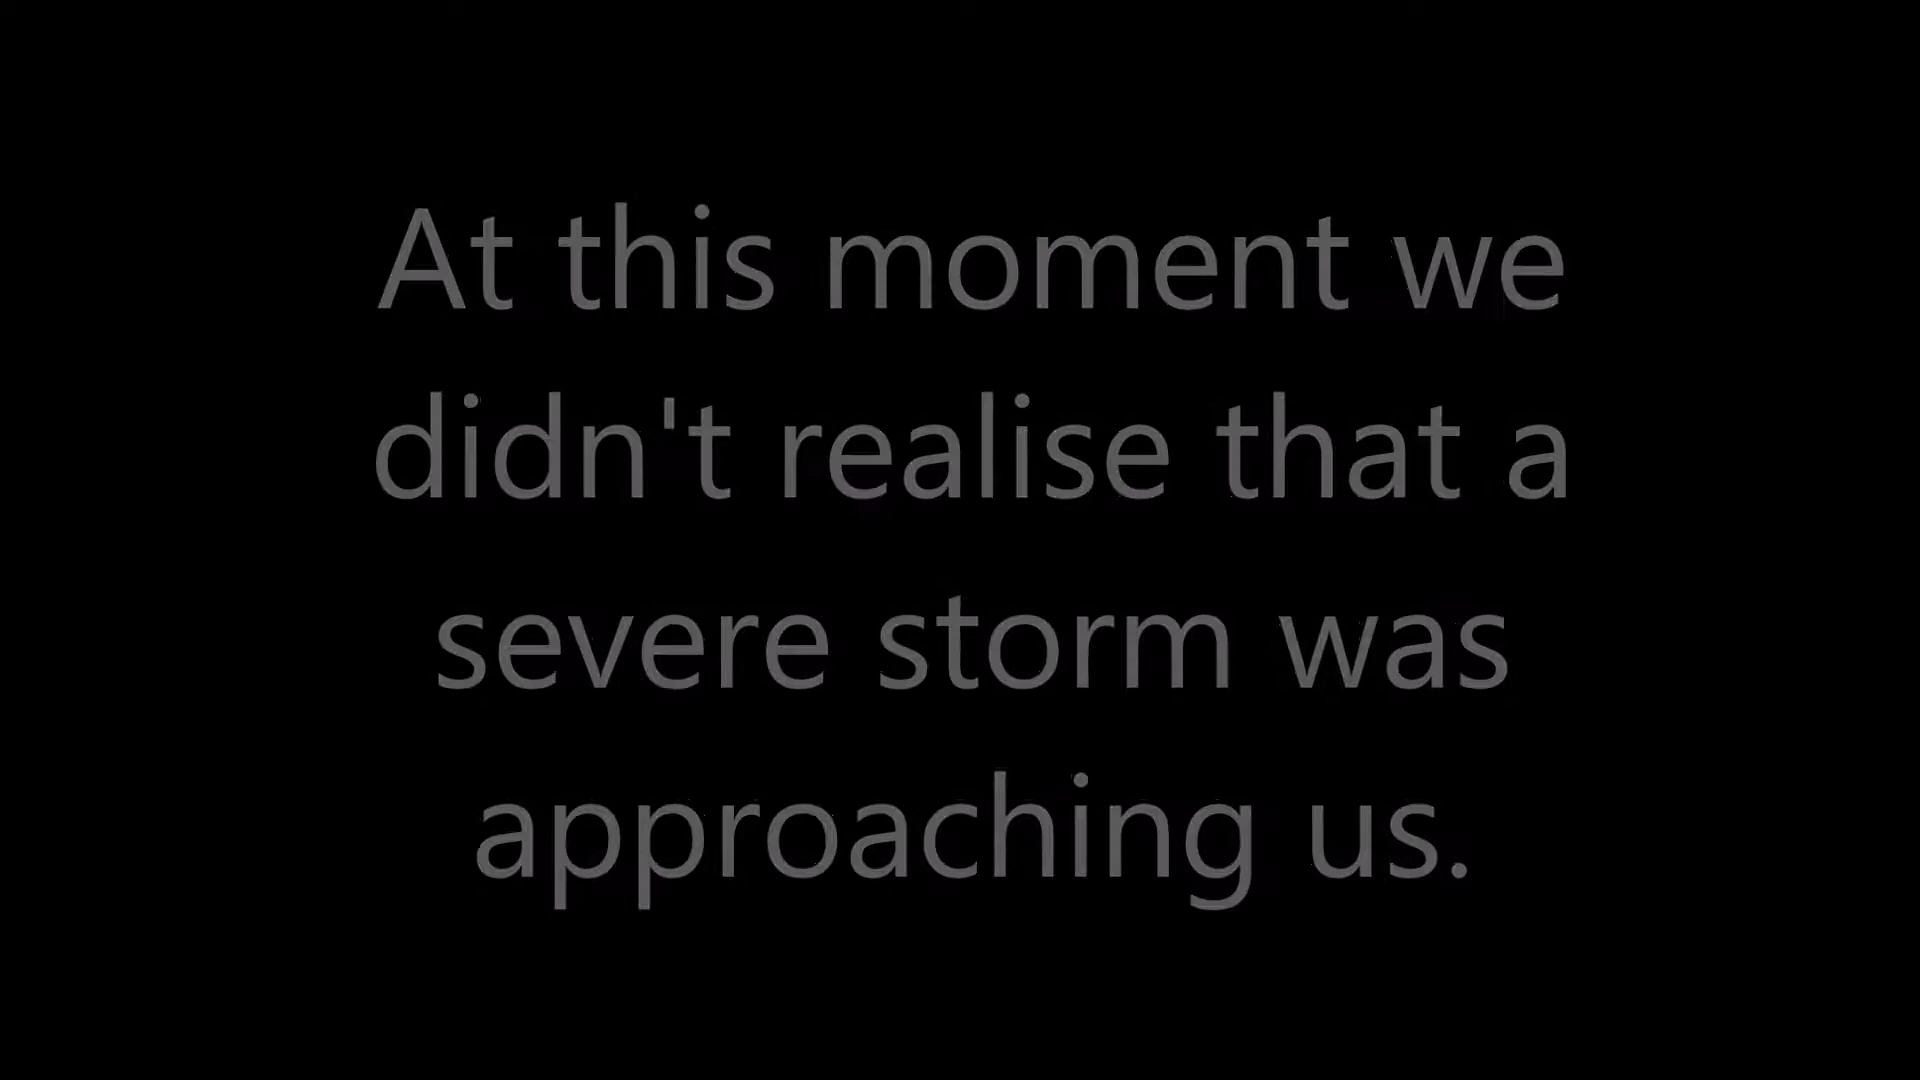 At this moment we
didn't realise that a
severe storm was
approaching us.